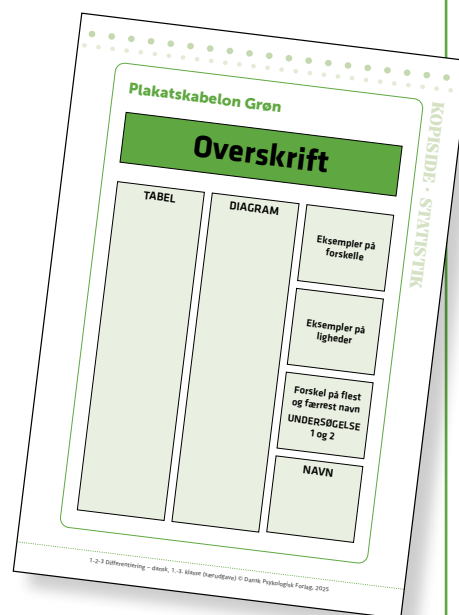 Plakatskabelon Grøn
KOPISIDE · STATISTIK
Overskrift
TABEL
DIAGRAM
Eksempler på
forskelle
Eksempler på
ligheder
Forskel på flest
og færrest navn
UNDERSØGELSE
1 og 2
NAVN
1-2-3 Differentiering – dansk, 1.-3. klasse (nærudgave) © Dansk Psykologisk Forlag, 2025